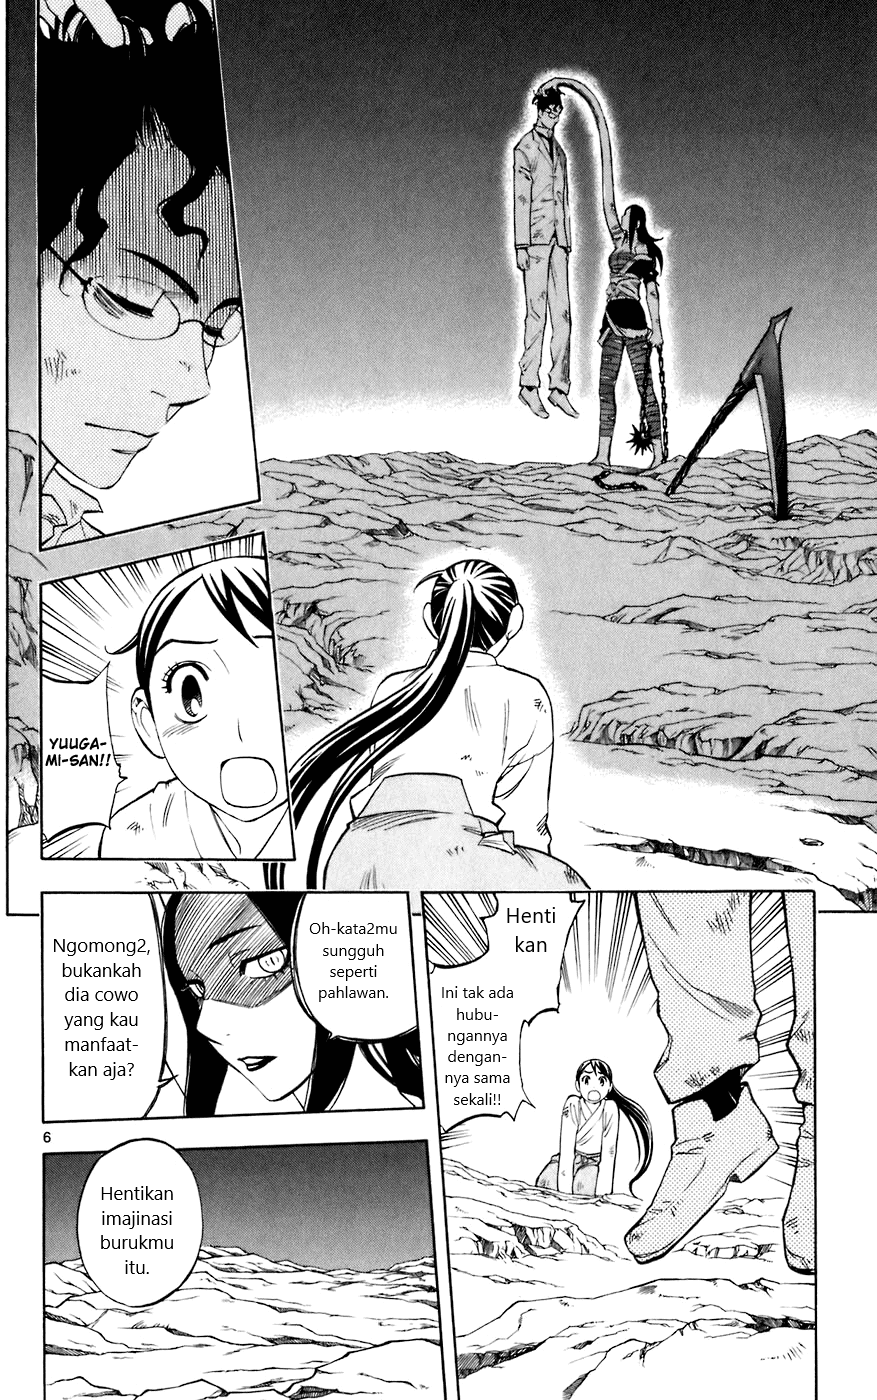 YUUGA-
MI-SAN!!
Henti
kan
Ini tak ada
hubu-
ngannya
dengan-
nya sama
sekali!!
Oh-kata2mu
sungguh
seperti
pahlawan.
Ngomong2,
bukankah
dia cowo
yang kau
manfaat-
kan aja?
6
Hentikan
imajinasi
burukmu
itu.